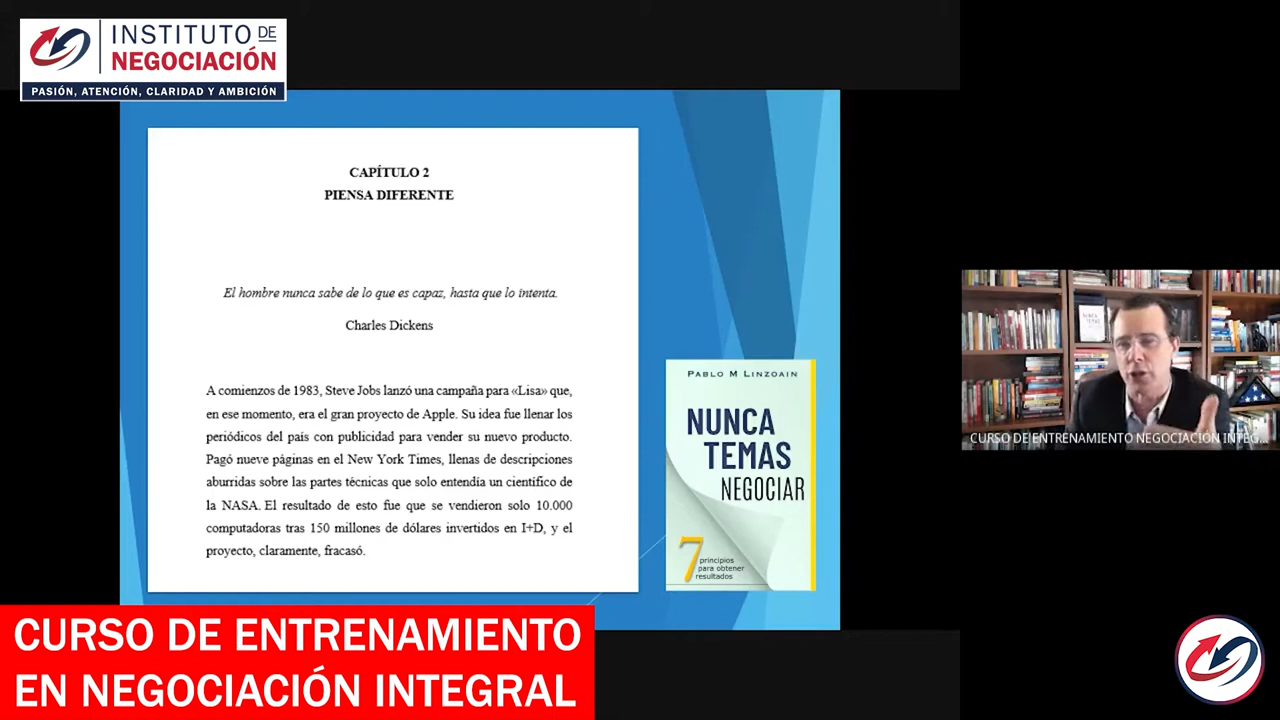 INSTITUTO DE
NEGOCIACIÓN
PASIÓN, ATENCIÓN, CLARIDAD Y AMBICIÓN
CAPÍTULO 2
PIENSA DIFERENTE
El hombre nunca sabe de lo que es capaz, hasta que lo intenta.
Charles Dickens
A comienzos de 1983, Steve Jobs lanzó una campaña para «Lisa» que,
en ese momento, era el gran proyecto de Apple. Su idea fue llenar los
periódicos del país con publicidad para vender su nuevo producto.
Pagó nueve páginas en el New York Times, llenas de descripciones
aburridas sobre las partes técnicas que solo entendía un científico de
la NASA. El resultado de esto fue que se vendieron solo 10.000
computadoras tras 150 millones de dólares invertidos en I+D, y el
proyecto, claramente, fracasó.
PABLO M LINZOAIN
NUNCA
TEMAS
NEGOCIAR
7 principios
para obtener
resultados
CURSO DE ENTRENAMIENTO NEGOCIACION INTEG...
CURSO DE ENTRENAMIENTO
EN NEGOCIACIÓN INTEGRAL